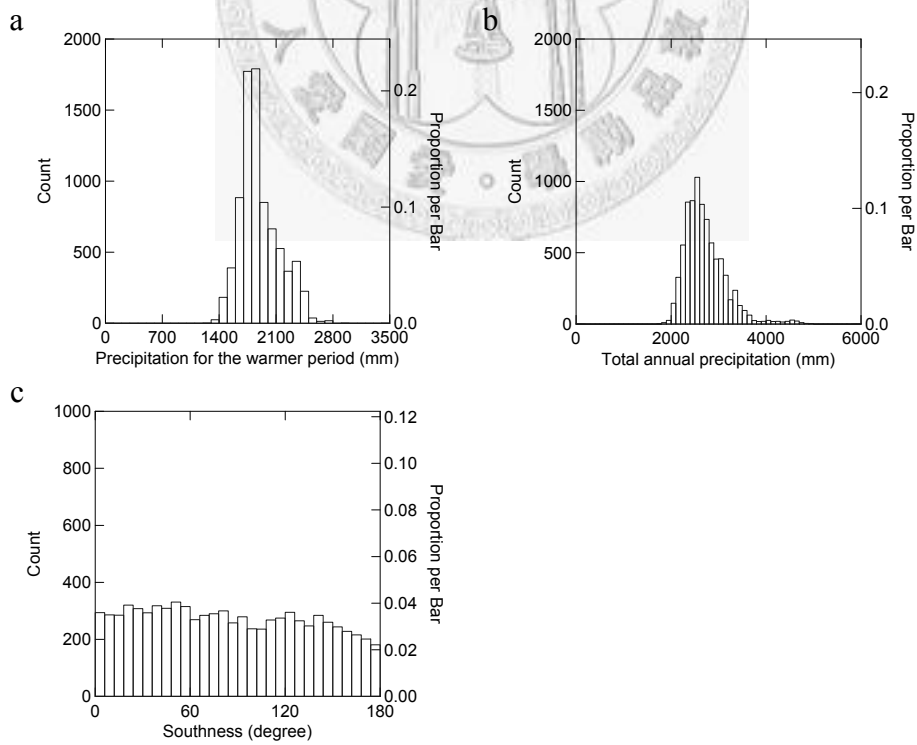 a
2000
1500
1000
500
0
Count
0.2
0.1
0.0
Proportion per Bar
0 700 1400 2100 2800 3500
Precipitation for the warmer period (mm)
b
2000
1500
1000
500
0
Count
0.2
0.1
0.0
Proportion per Bar
0 2000 4000 6000
Total annual precipitation (mm)
c
1000
800
600
400
200
0
Count
0.12
0.10
0.08
0.06
0.04
0.02
0.00
Proportion per Bar
0 60 120 180
Southness (degree)